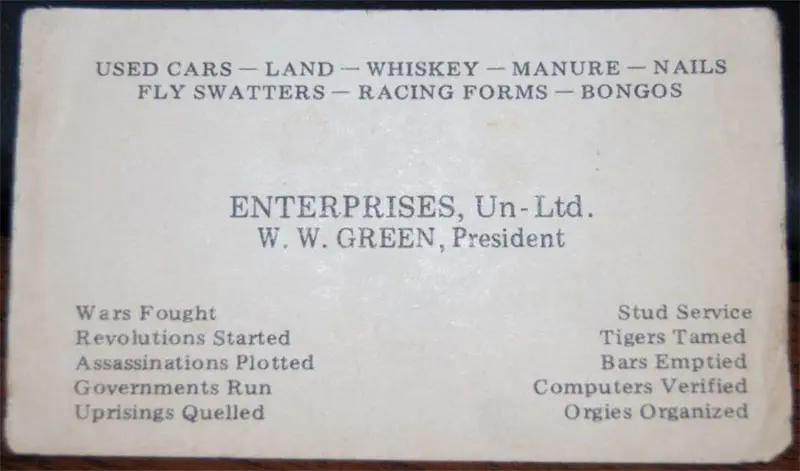 USED CARS — LAND — WHISKEY — MANURE — NAILS
FLY SWATTERS — RACING FORMS — BONGOS
ENTERPRISES, Un-Ltd.
W. W. GREEN, President
Wars Fought
Revolutions Started
Assassinations Plotted
Governments Run
Uprisings Quelled
Stud Service
Tigers Tamed
Bars Emptied
Computers Verified
Orgies Organized